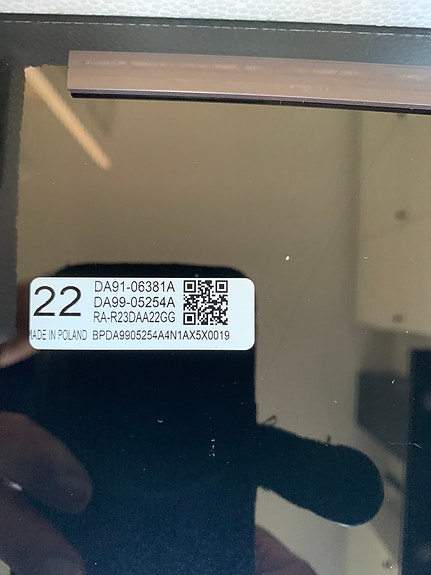 22
DA91-06381A
DA99-05254A
RA-R23DAA22GG
MADE IN POLAND BPDA9905254A4N1AX5X0019